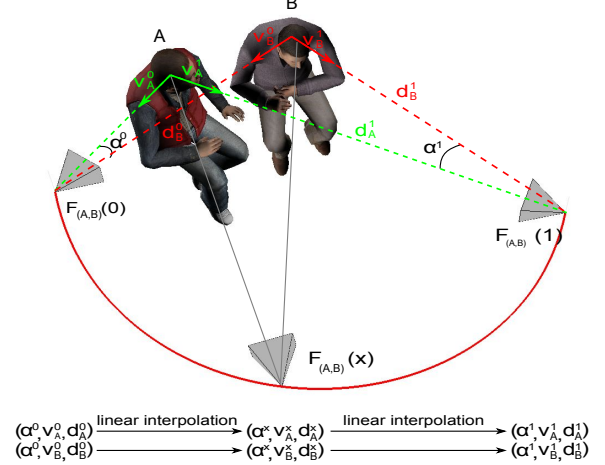 B
A
v_B^0 v_B^1
v_A^0 v_A^1
d_B^1
d_B^0
d_A^1
α^0
α^1
F_(A,B)(0)
F_(A,B) (1)
F_(A,B)(x)
linear interpolation linear interpolation
(α^0,v_A^0,d_A^0) (α^x,v_A^x,d_A^x) (α^1,v_A^1,d_A^1)
(α^0,v_B^0,d_B^0) (α^x,v_B^x,d_B^x) (α^1,v_B^1,d_B^1)